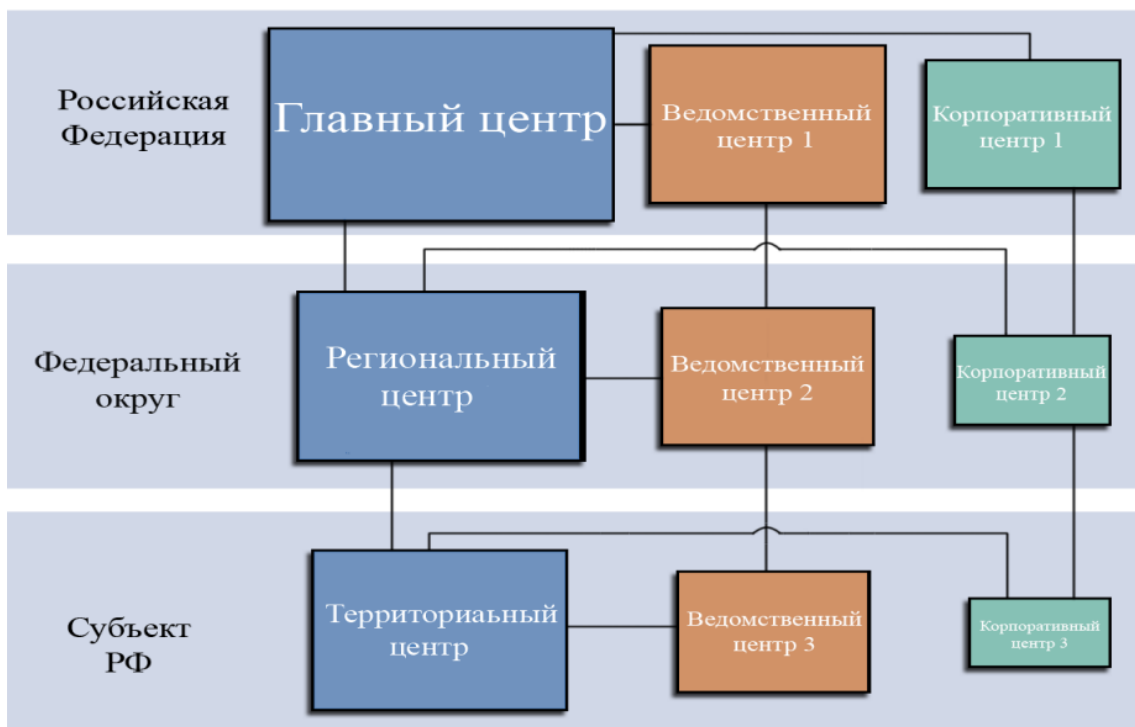 Российская
Федерация
Главный центр
Ведомственный
центр 1
Корпоративный
центр 1
Федеральный
округ
Региональный
центр
Ведомственный
центр 2
Корпоративный
центр 2
Субъект
РФ
Территориаьный
центр
Ведомственный
центр 3
Корпоративный
центр 3